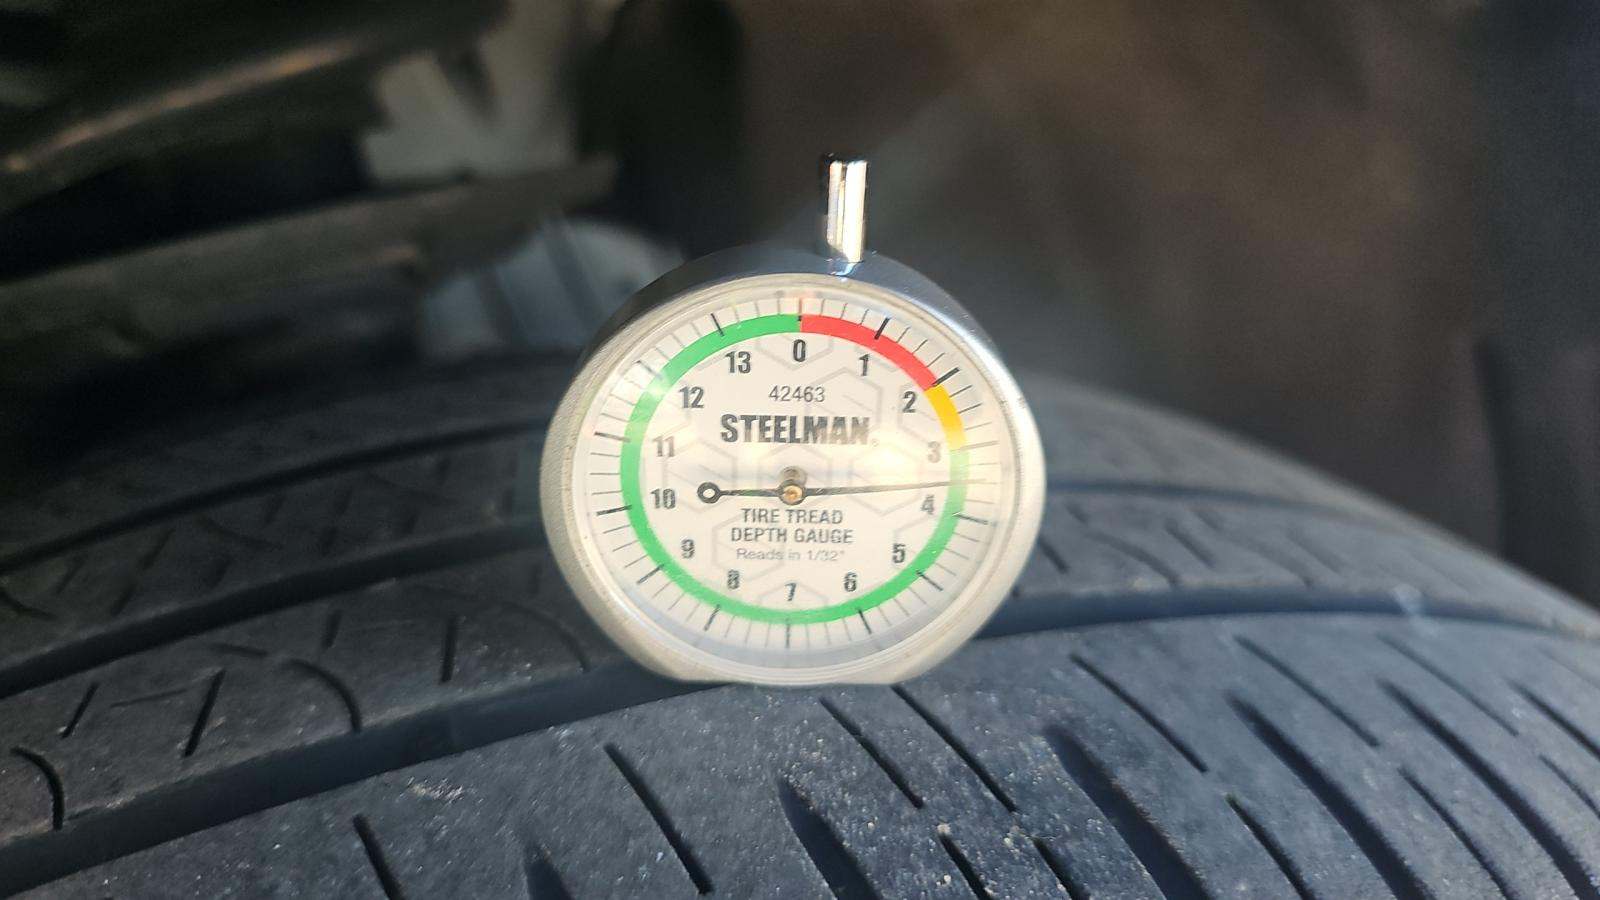 0
13 1
12 2
42463
STEELMAN®
11 3
10 4
TIRE TREAD
DEPTH GAUGE
Reads in 1/32"
9 5
8 6
7